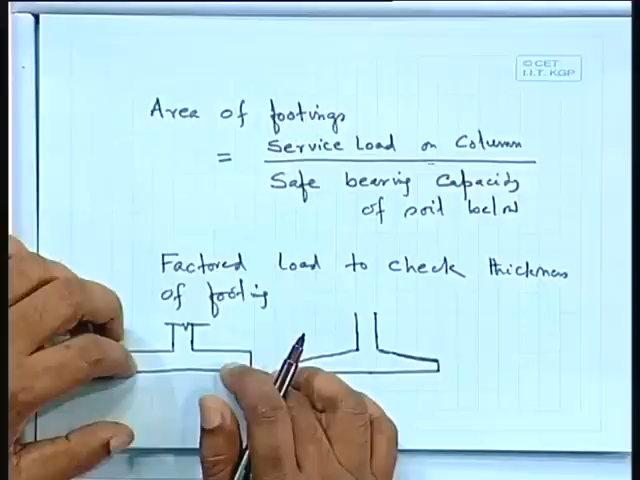 © CET
I.I.T. KGP
Area of footings
= Service Load on Column
Safe bearing capacity
of soil below
Factored Load to check thickness
of footing